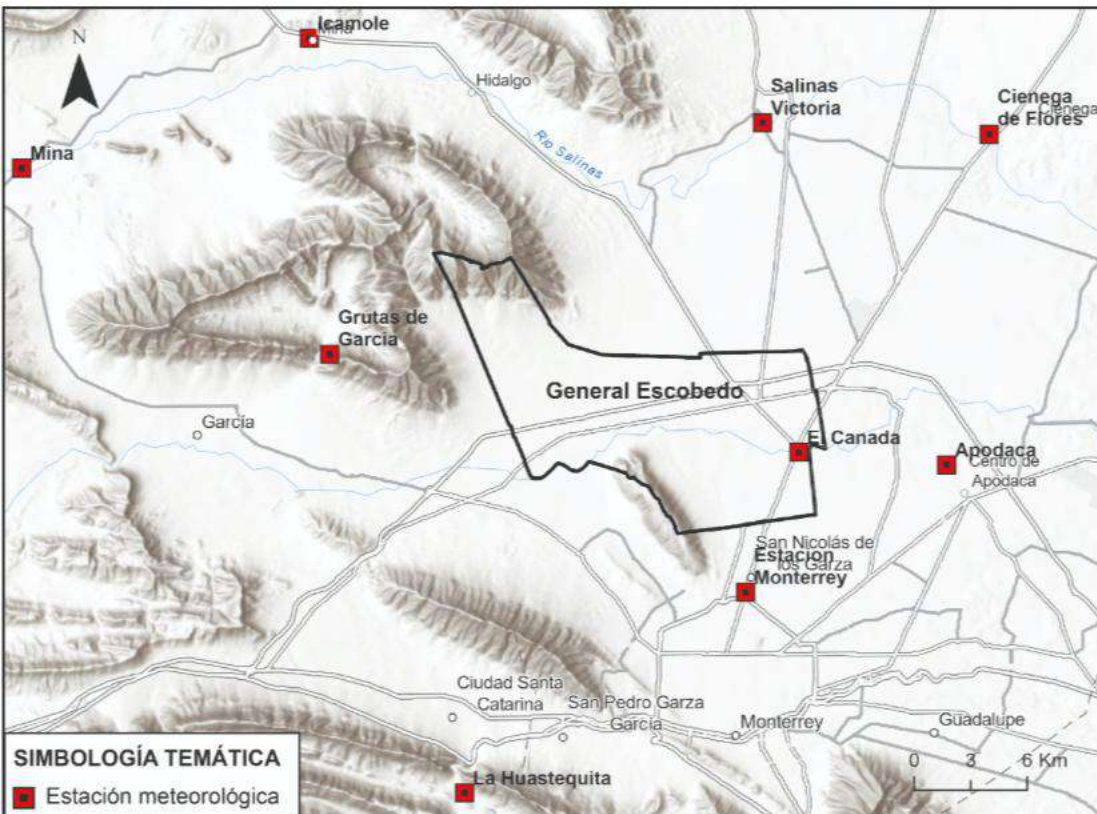 N
Icamole
Mina
Hidalgo
Salinas
Victoria
Cienega
de Flores
Cienega
Mina
Río Salinas
Grutas de
Garcia
General Escobedo
García
El Canada
Apodaca
Centro de
Apodaca
San Nicolás de
los Garza
Estacion
Monterrey
Ciudad Santa
Catarina
San Pedro Garza
García
Monterrey
Guadalupe
0 3 6 Km
SIMBOLOGÍA TEMÁTICA
Estación meteorológica
La Huastequita